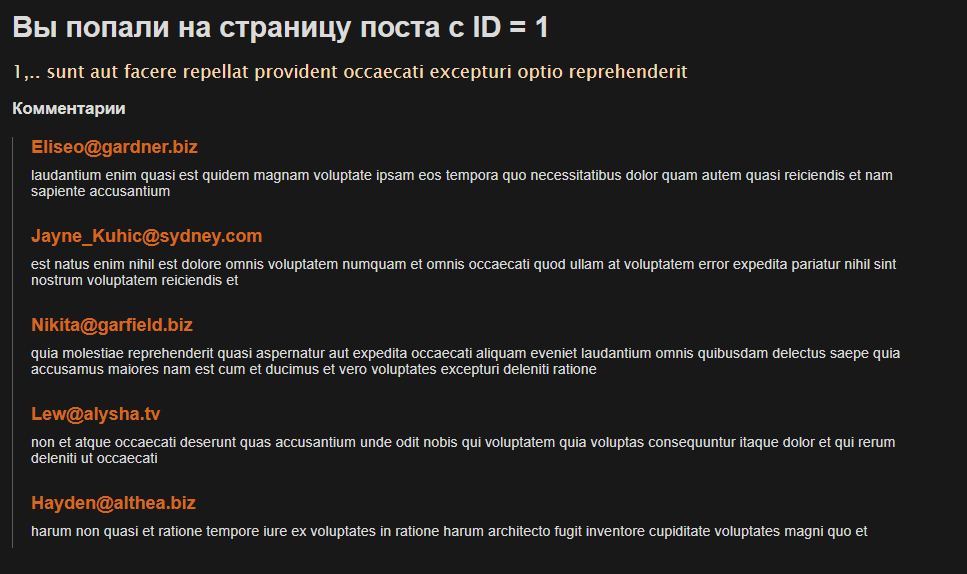 Вы попали на страницу поста с ID = 1
1,.. sunt aut facere repellat provident occaecati excepturi optio reprehenderit
Комментарии
Eliseo@gardner.biz
laudantium enim quasi est quidem magnam voluptate ipsam eos tempora quo necessitatibus dolor quam autem quasi reiciendis et nam
sapiente accusantium
Jayne_Kuhic@sydney.com
est natus enim nihil est dolore omnis voluptatem numquam et omnis occaecati quod ullam at voluptatem error expedita pariatur nihil sint
nostrum voluptatem reiciendis et
Nikita@garfield.biz
quia molestiae reprehenderit quasi aspernatur aut expedita occaecati aliquam eveniet laudantium omnis quibusdam delectus saepe quia
accusamus maiores nam est cum et ducimus et vero voluptates excepturi deleniti ratione
Lew@alysha.tv
non et atque occaecati deserunt quas accusantium unde odit nobis qui voluptatem quia voluptas consequuntur itaque dolor et qui rerum
deleniti ut occaecati
Hayden@althea.biz
harum non quasi et ratione tempore iure ex voluptates in ratione harum architecto fugit inventore cupiditate voluptates magni quo et